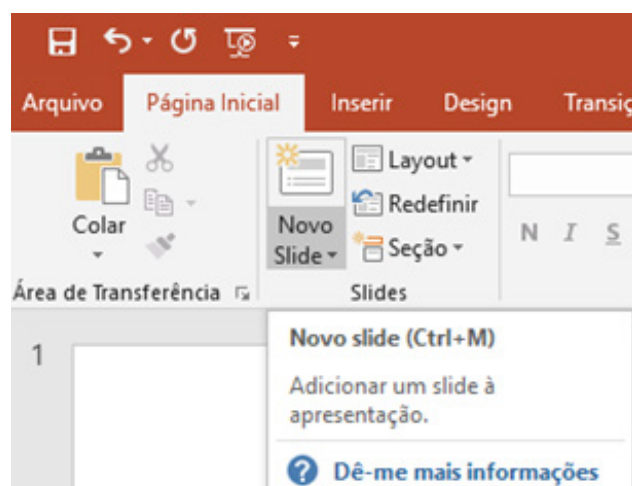 Arquivo Página Inicial Inserir Design
Colar
Novo Slide
Layout
Redefinir
Seção
N I S
Área de Transferência Slides
1
Novo slide (Ctrl+M)
Adicionar um slide à
apresentação.
? Dê-me mais informações